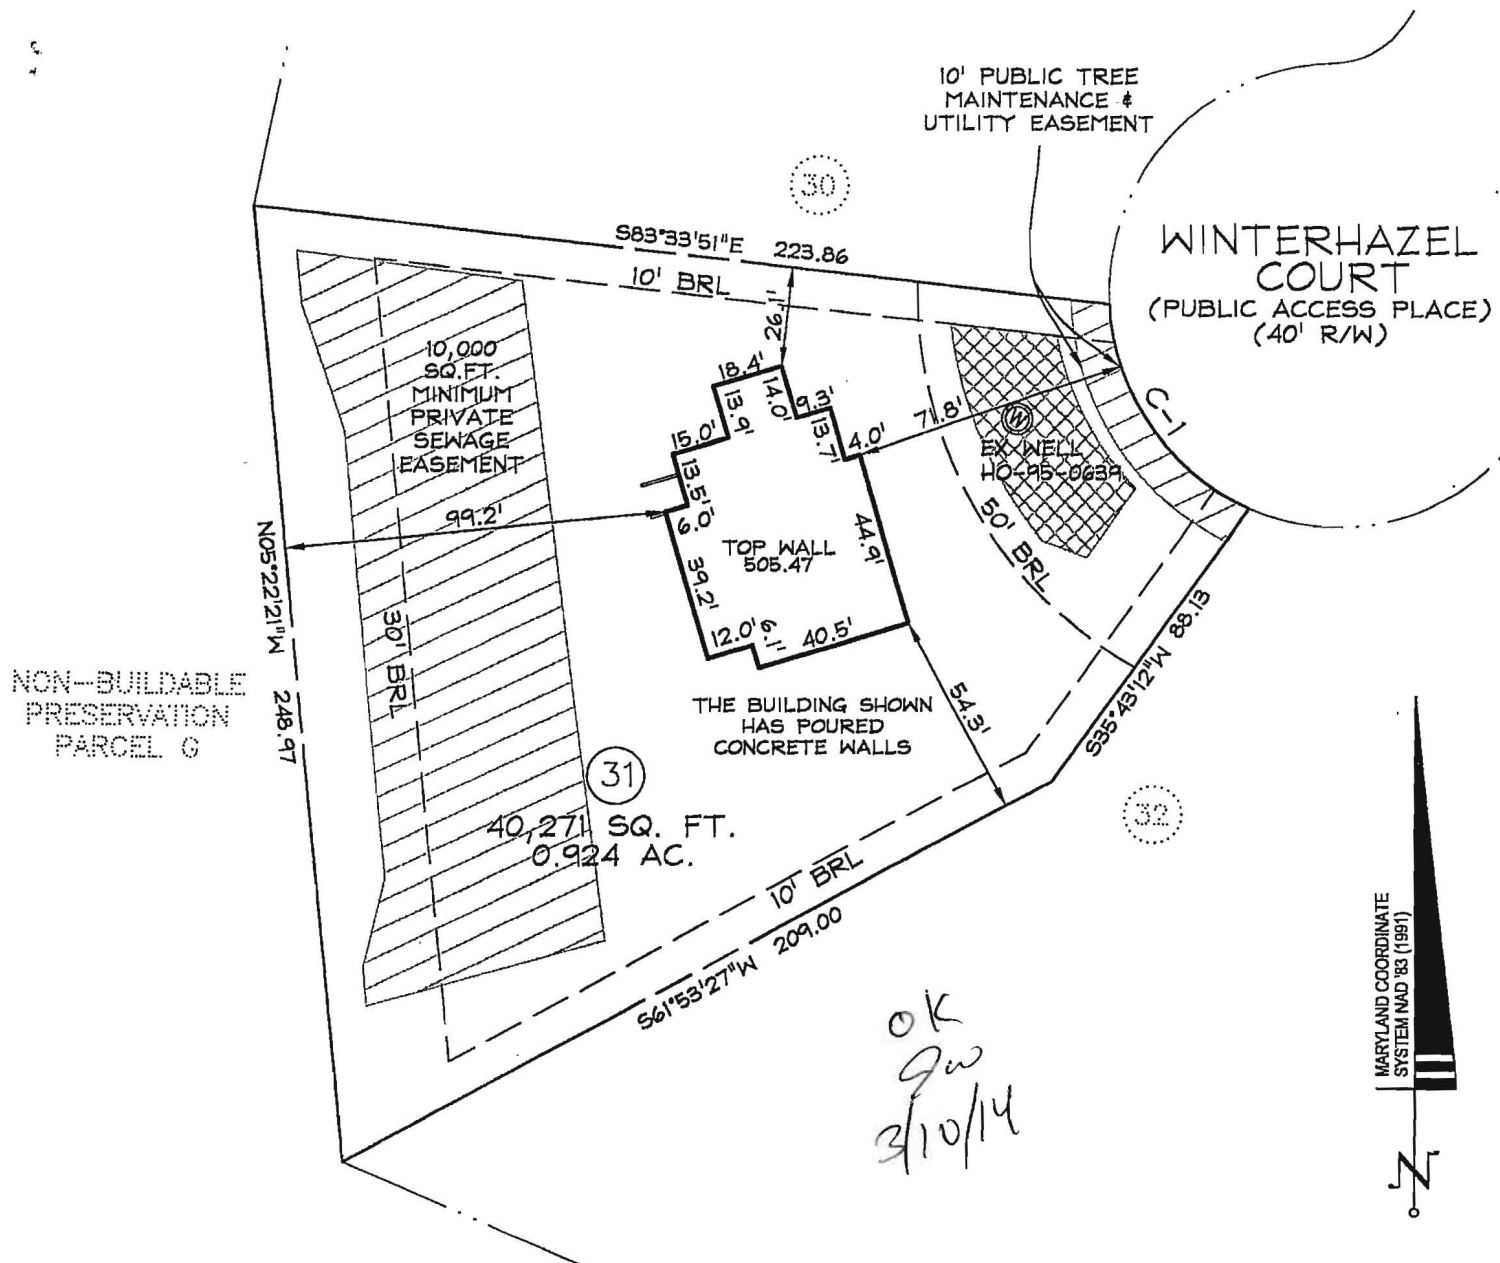 10' PUBLIC TREE
MAINTENANCE &
UTILITY EASEMENT
30
WINTERHAZEL
COURT
(PUBLIC ACCESS PLACE)
(40' R/W)
S83°33'51"E 223.86
10' BRL
26.1'
10,000
SQ.FT.
MINIMUM
PRIVATE
SEWAGE
EASEMENT
18.4'
14.0'
13.9'
9.3'
13.7'
4.0'
15.0'
13.5'
6.0'
71.8'
C-1
W
EX WELL
HO-95-0639
99.2'
N05°22'21"W 248.97
30' BRL
TOP WALL
505.47
44.9'
39.2'
12.0'
6.1'
40.5'
50' BRL
S35°43'12"W 88.13
54.3'
NON-BUILDABLE
PRESERVATION
PARCEL G
THE BUILDING SHOWN
HAS POURED
CONCRETE WALLS
31
40,271 SQ. FT.
0.924 AC.
32
10' BRL
S61°53'27"W 209.00
OK
3/10/14
MARYLAND COORDINATE
SYSTEM NAD '83 (1991)
N